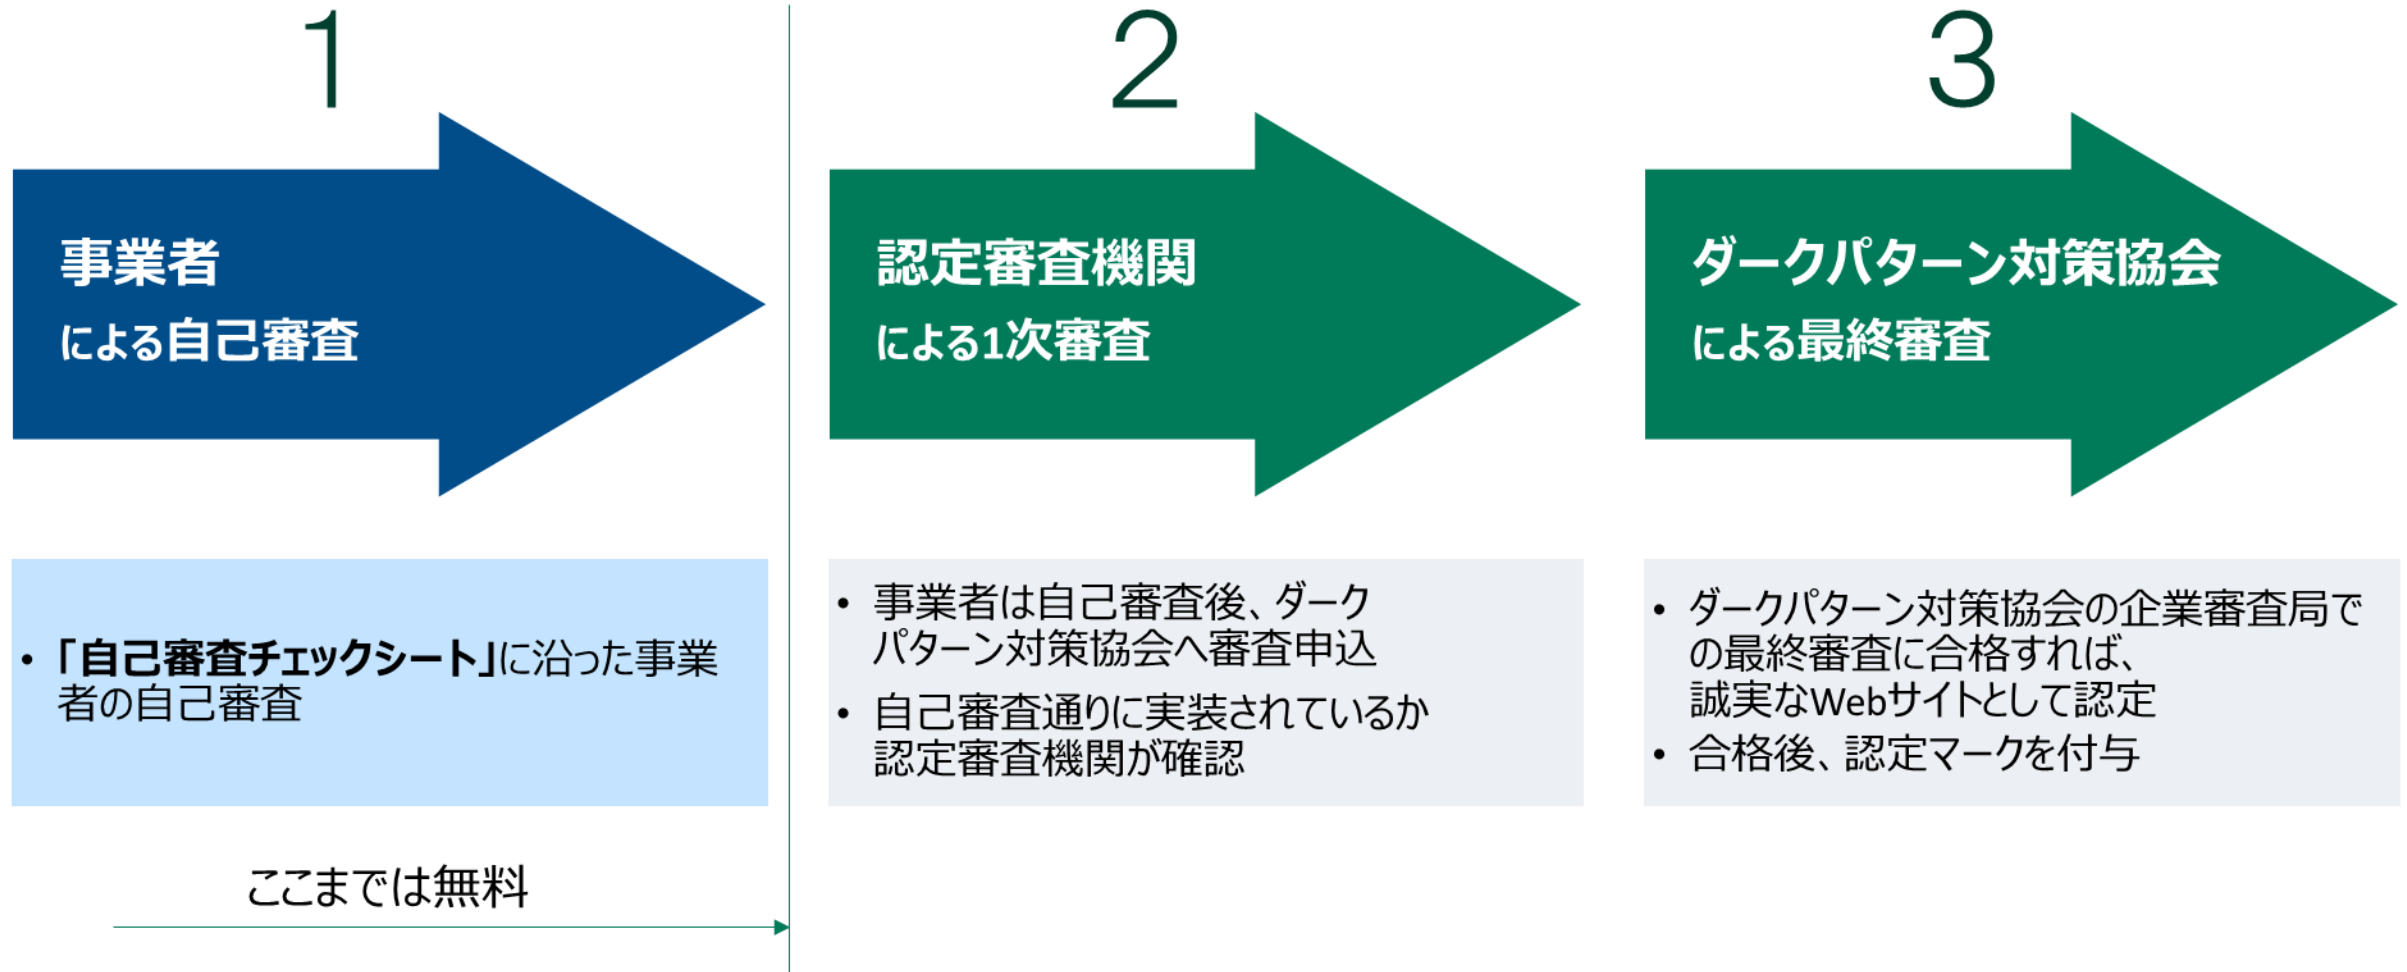 1
事業者
による自己審査
・「自己審査チェックシート」に沿った事業
者の自己審査
ここまでは無料
2
認定審査機関
による1次審査
・事業者は自己審査後、ダーク
パターン対策協会へ審査申込
・自己審査通りに実装されているか
認定審査機関が確認
3
ダークパターン対策協会
による最終審査
・ダークパターン対策協会の企業審査局で
の最終審査に合格すれば、
誠実なWebサイトとして認定
・合格後、認定マークを付与